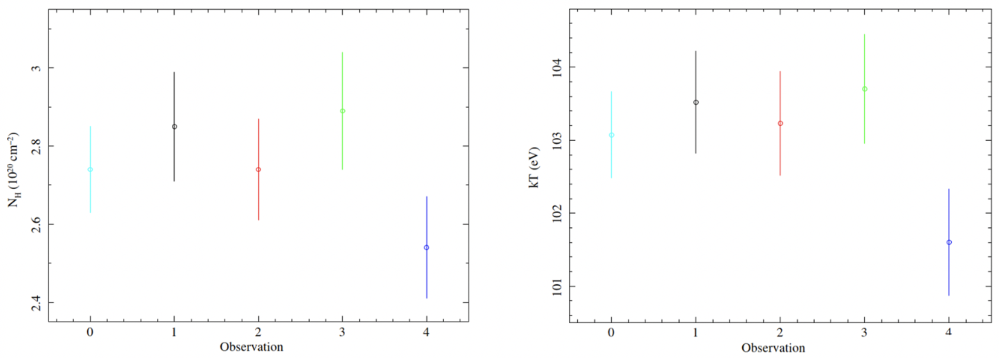 3
2.8
2.6
2.4
N_H (10^20 cm^−2)
0 1 2 3 4
Observation
104
103
102
101
kT (eV)
0 1 2 3 4
Observation